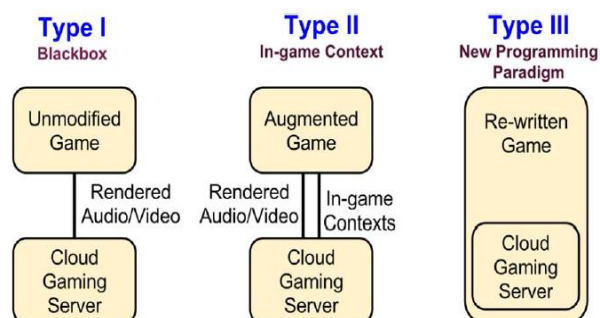 Type I
Blackbox
Unmodified
Game
Rendered
Audio/Video
Cloud
Gaming
Server
Type II
In-game Context
Augmented
Game
Rendered
Audio/Video
In-game
Contexts
Cloud
Gaming
Server
Type III
New Programming
Paradigm
Re-written
Game
Cloud
Gaming
Server